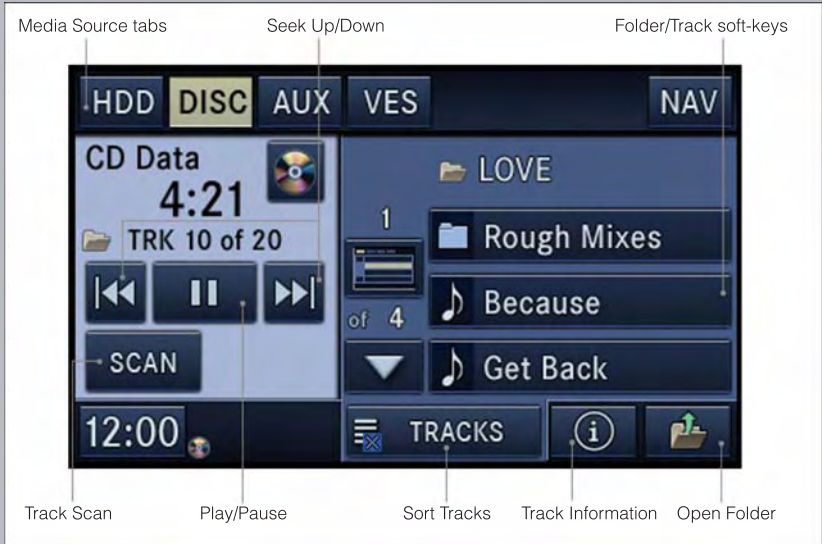 Media Source tabs
Seek Up/Down
Folder/Track soft-keys
HDD DISC AUX VES NAV
CD Data
4:21
TRK 10 of 20
SCAN
LOVE
1
of 4
Rough Mixes
Because
Get Back
12:00
TRACKS
i
Track Scan
Play/Pause
Sort Tracks
Track Information
Open Folder